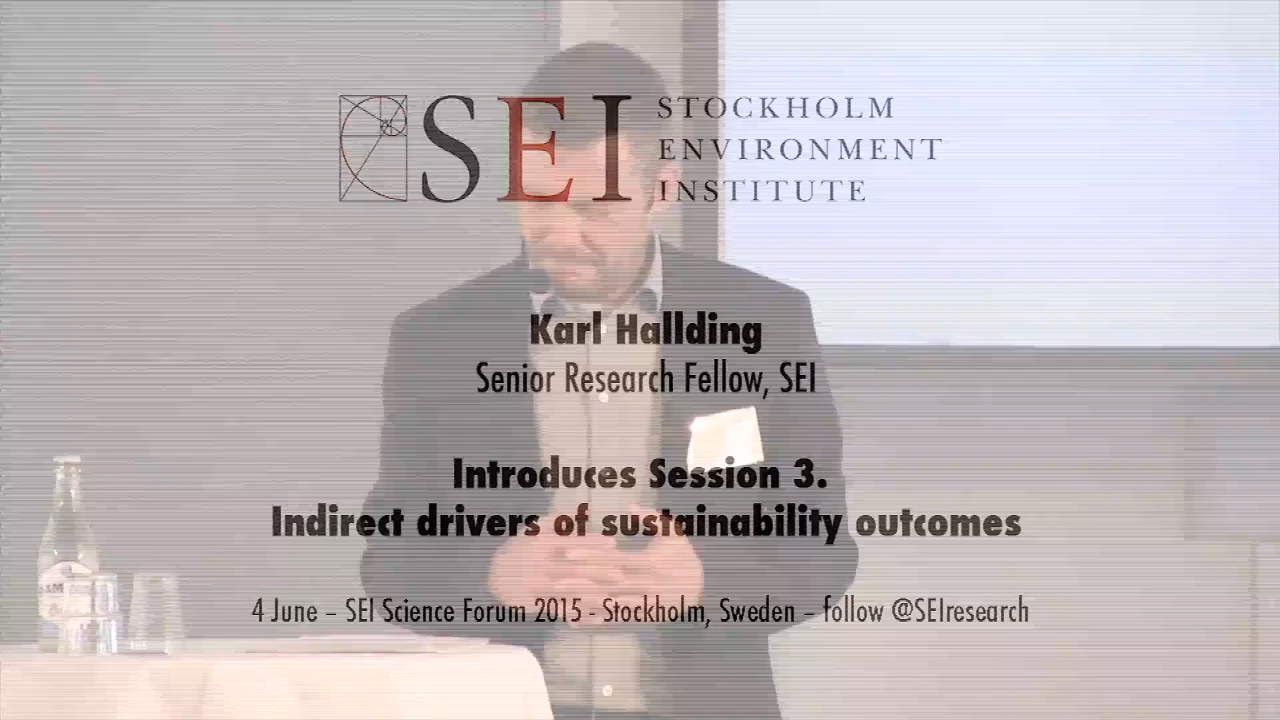 SEI STOCKHOLM
ENVIRONMENT
INSTITUTE
Karl Hallding
Senior Research Fellow, SEI
Introduces Session 3.
Indirect drivers of sustainability outcomes
4 June – SEI Science Forum 2015 - Stockholm, Sweden – follow @SEIresearch